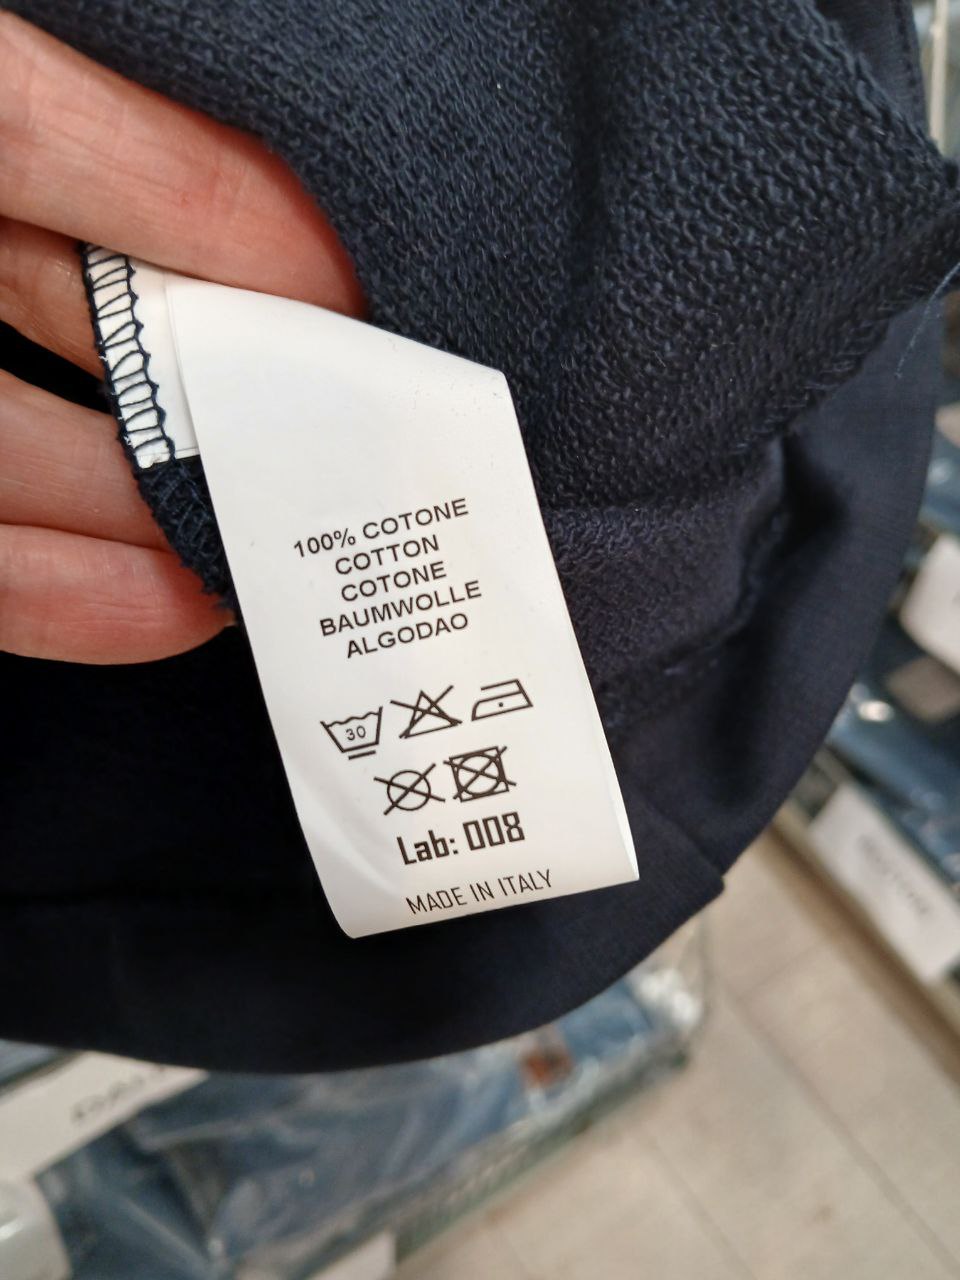 100% COTONE
COTTON
COTONE
BAUMWOLLE
ALGODAO
30
Lab: 008
MADE IN ITALY